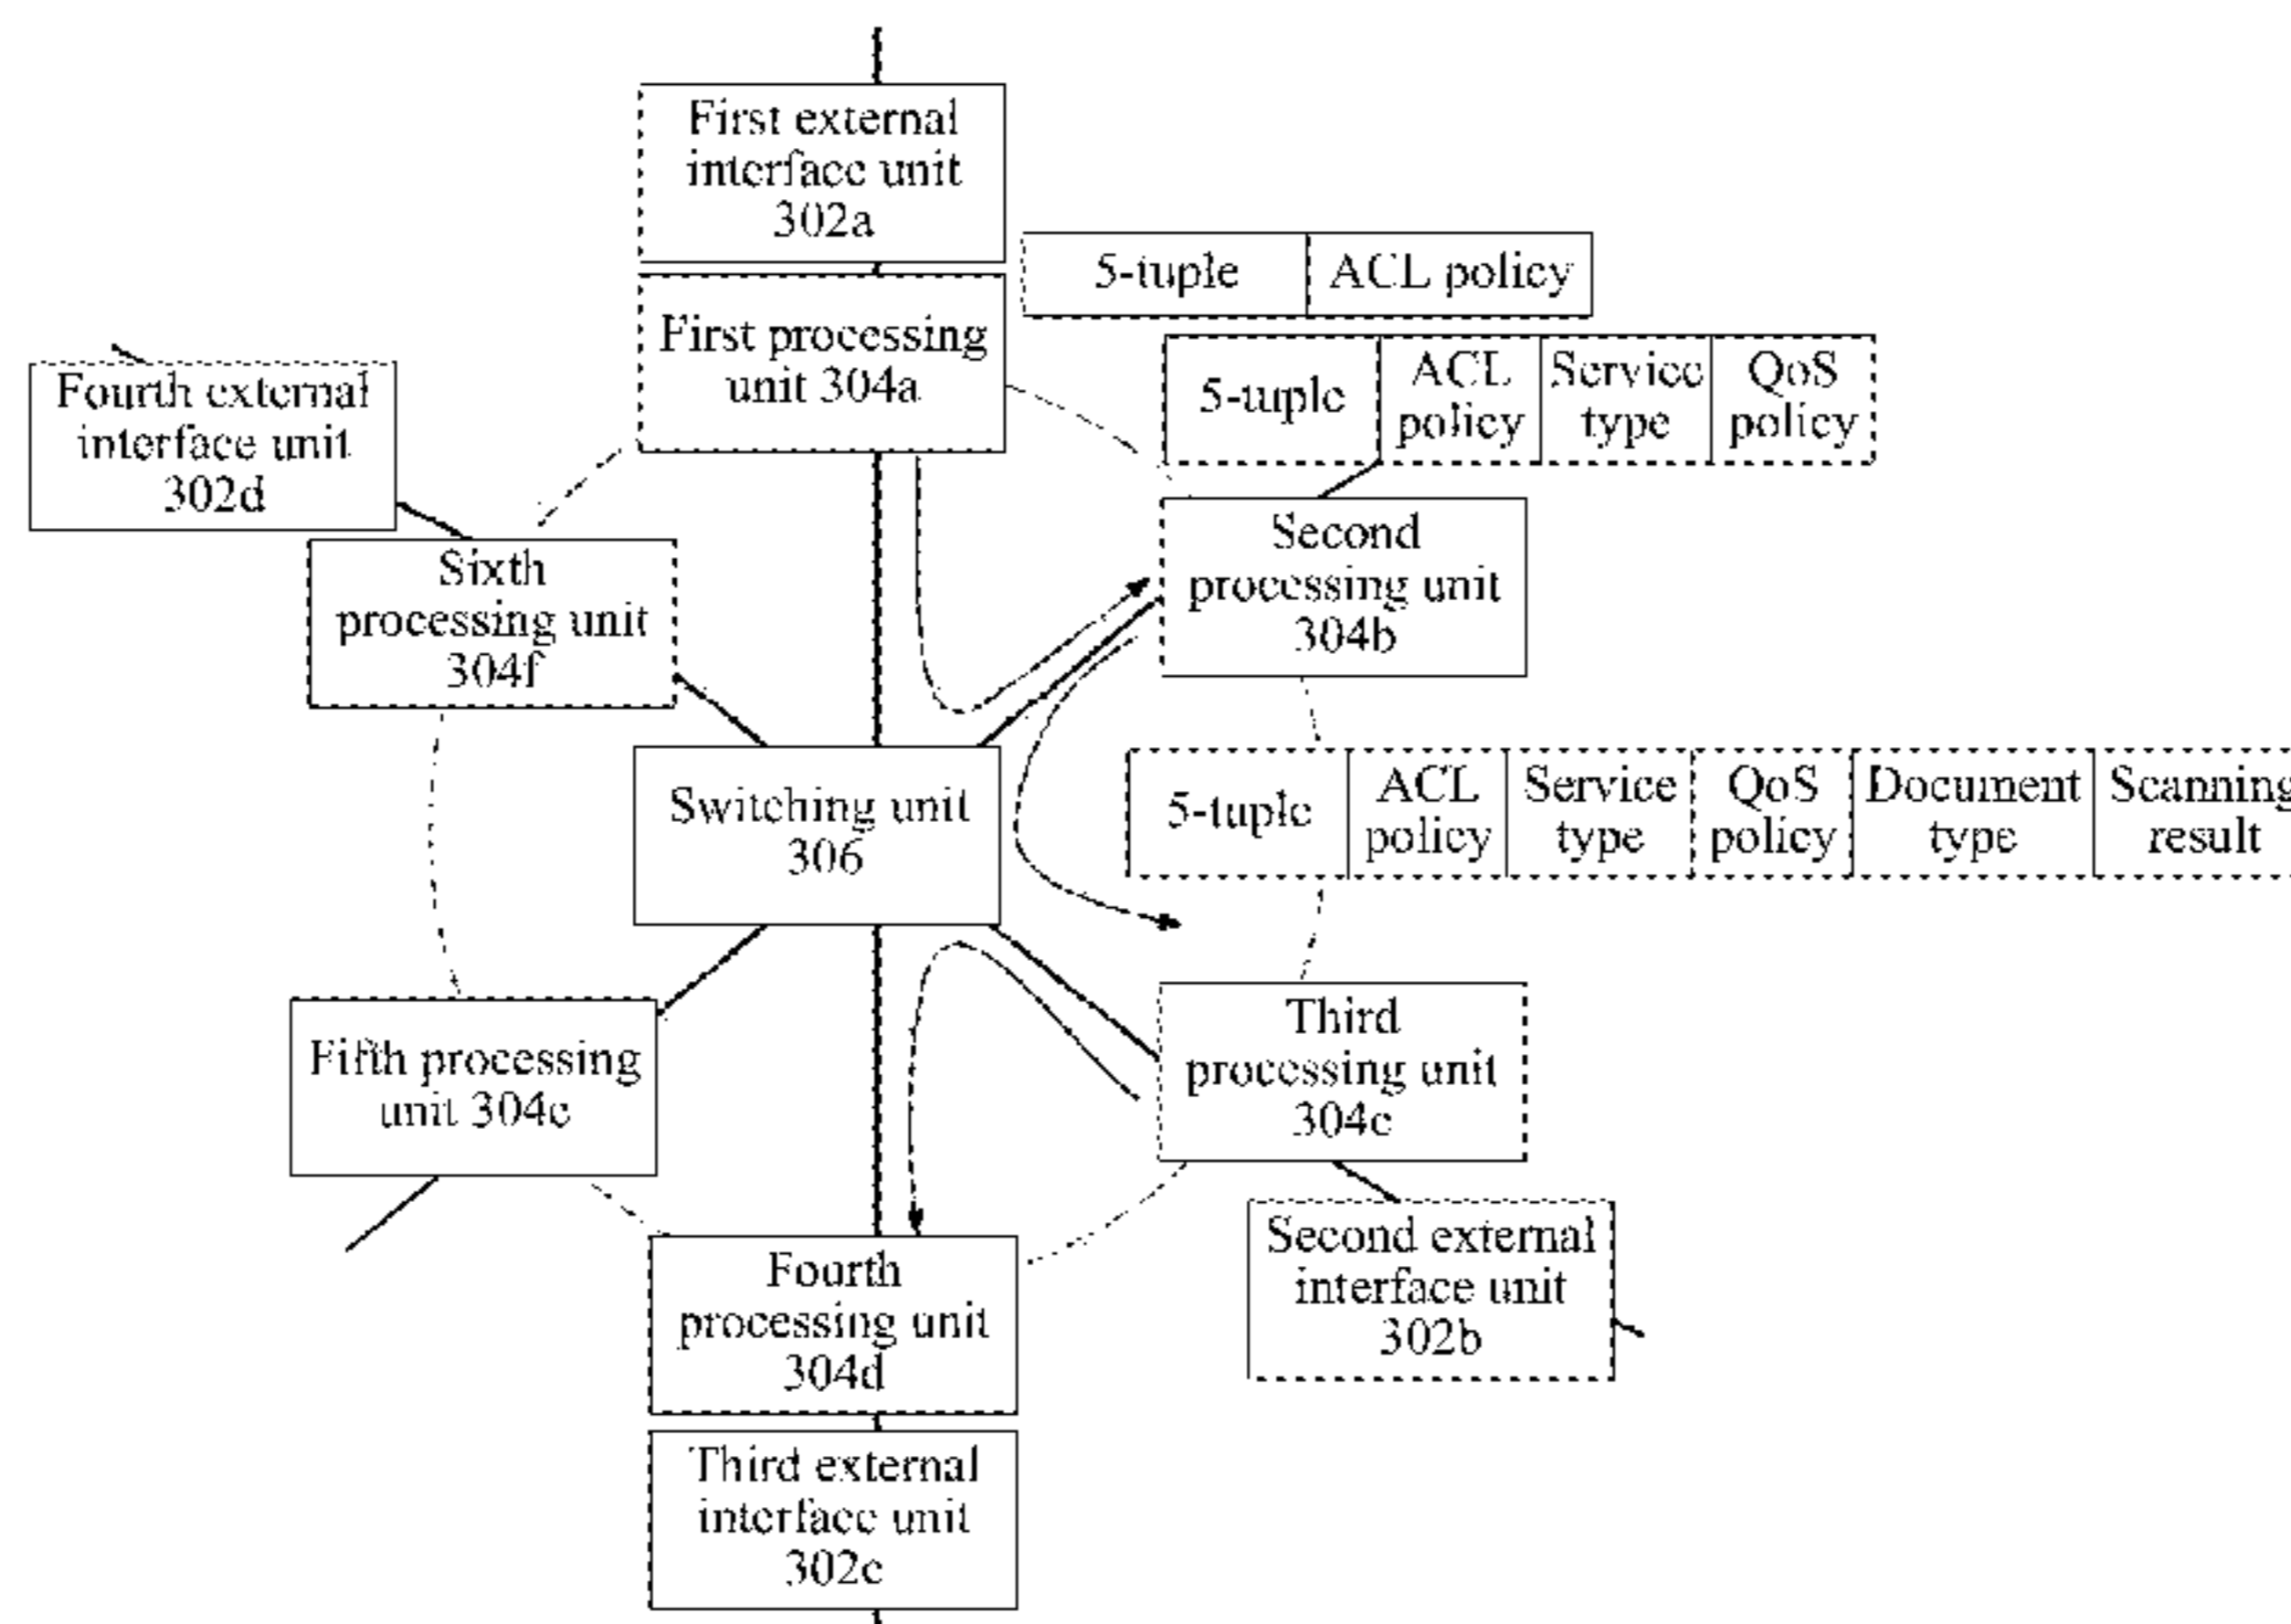 First external
interface unit
302a
5-tuple
ACL policy
First processing
unit 304a
5-tuple
ACL
policy
Service
type
QoS
policy
Fourth external
interface unit
302d
Second
processing unit
304b
Sixth
processing unit
304f
Switching unit
306
5-tuple
ACL
policy
Service
type
QoS
policy
Document
type
Scanning
result
Fifth processing
unit 304e
Third
processing unit
304c
Fourth
processing unit
304d
Second external
interface unit
302b
Third external
interface unit
302c